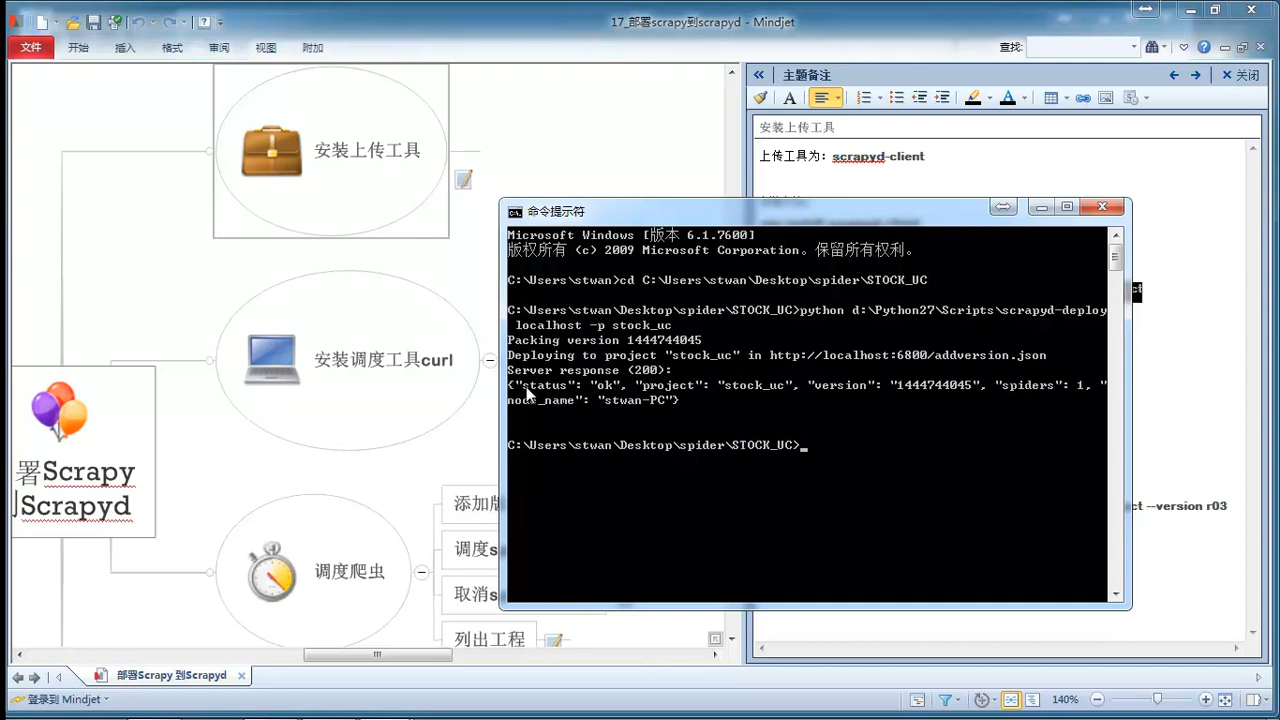 17_部署scrapy到scrapyd - Mindjet
文件 开始 插入 格式 审阅 视图 附加 查找:
主题备注 关闭
安装上传工具
上传工具为：scrapyd-client
安装上传工具
安装调度工具curl
署Scrapy
Scrapyd
调度爬虫
添加版
调度s
取消s
列出工程
ct
ct --version r03
命令提示符
Microsoft Windows [版本 6.1.7600]
版权所有 (c) 2009 Microsoft Corporation。保留所有权利。
C:\Users\stwan>cd C:\Users\stwan\Desktop\spider\STOCK_UC
C:\Users\stwan\Desktop\spider\STOCK_UC>python d:\Python27\Scripts\scrapyd-deploy
localhost -p stock_uc
Packing version 1444744045
Deploying to project "stock_uc" in http://localhost:6800/addversion.json
Server response (200):
{"status": "ok", "project": "stock_uc", "version": "1444744045", "spiders": 1, "
node_name": "stwan-PC"}
C:\Users\stwan\Desktop\spider\STOCK_UC>
部署Scrapy 到Scrapyd
登录到 Mindjet
140%